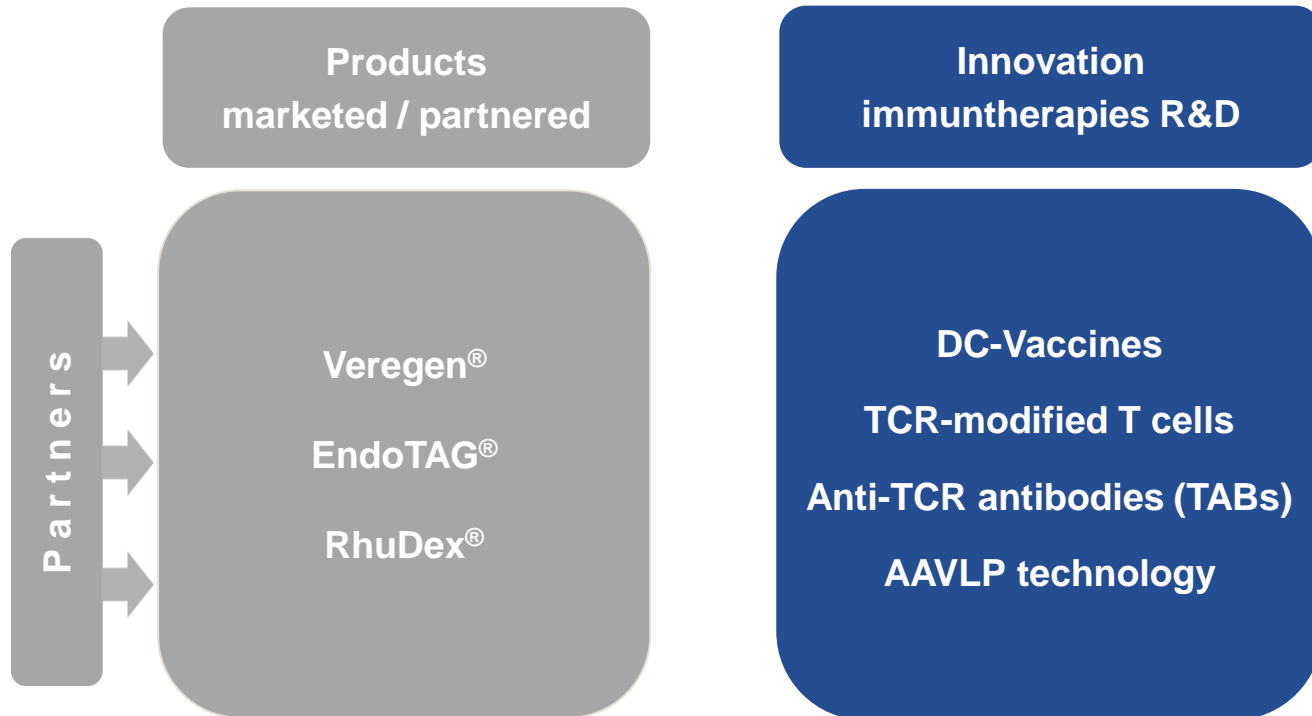 Products
marketed / partnered
Innovation
immuntherapies R&D
Partners
Veregen®
EndoTAG®
RhuDex®
DC-Vaccines
TCR-modified T cells
Anti-TCR antibodies (TABs)
AAVLP technology